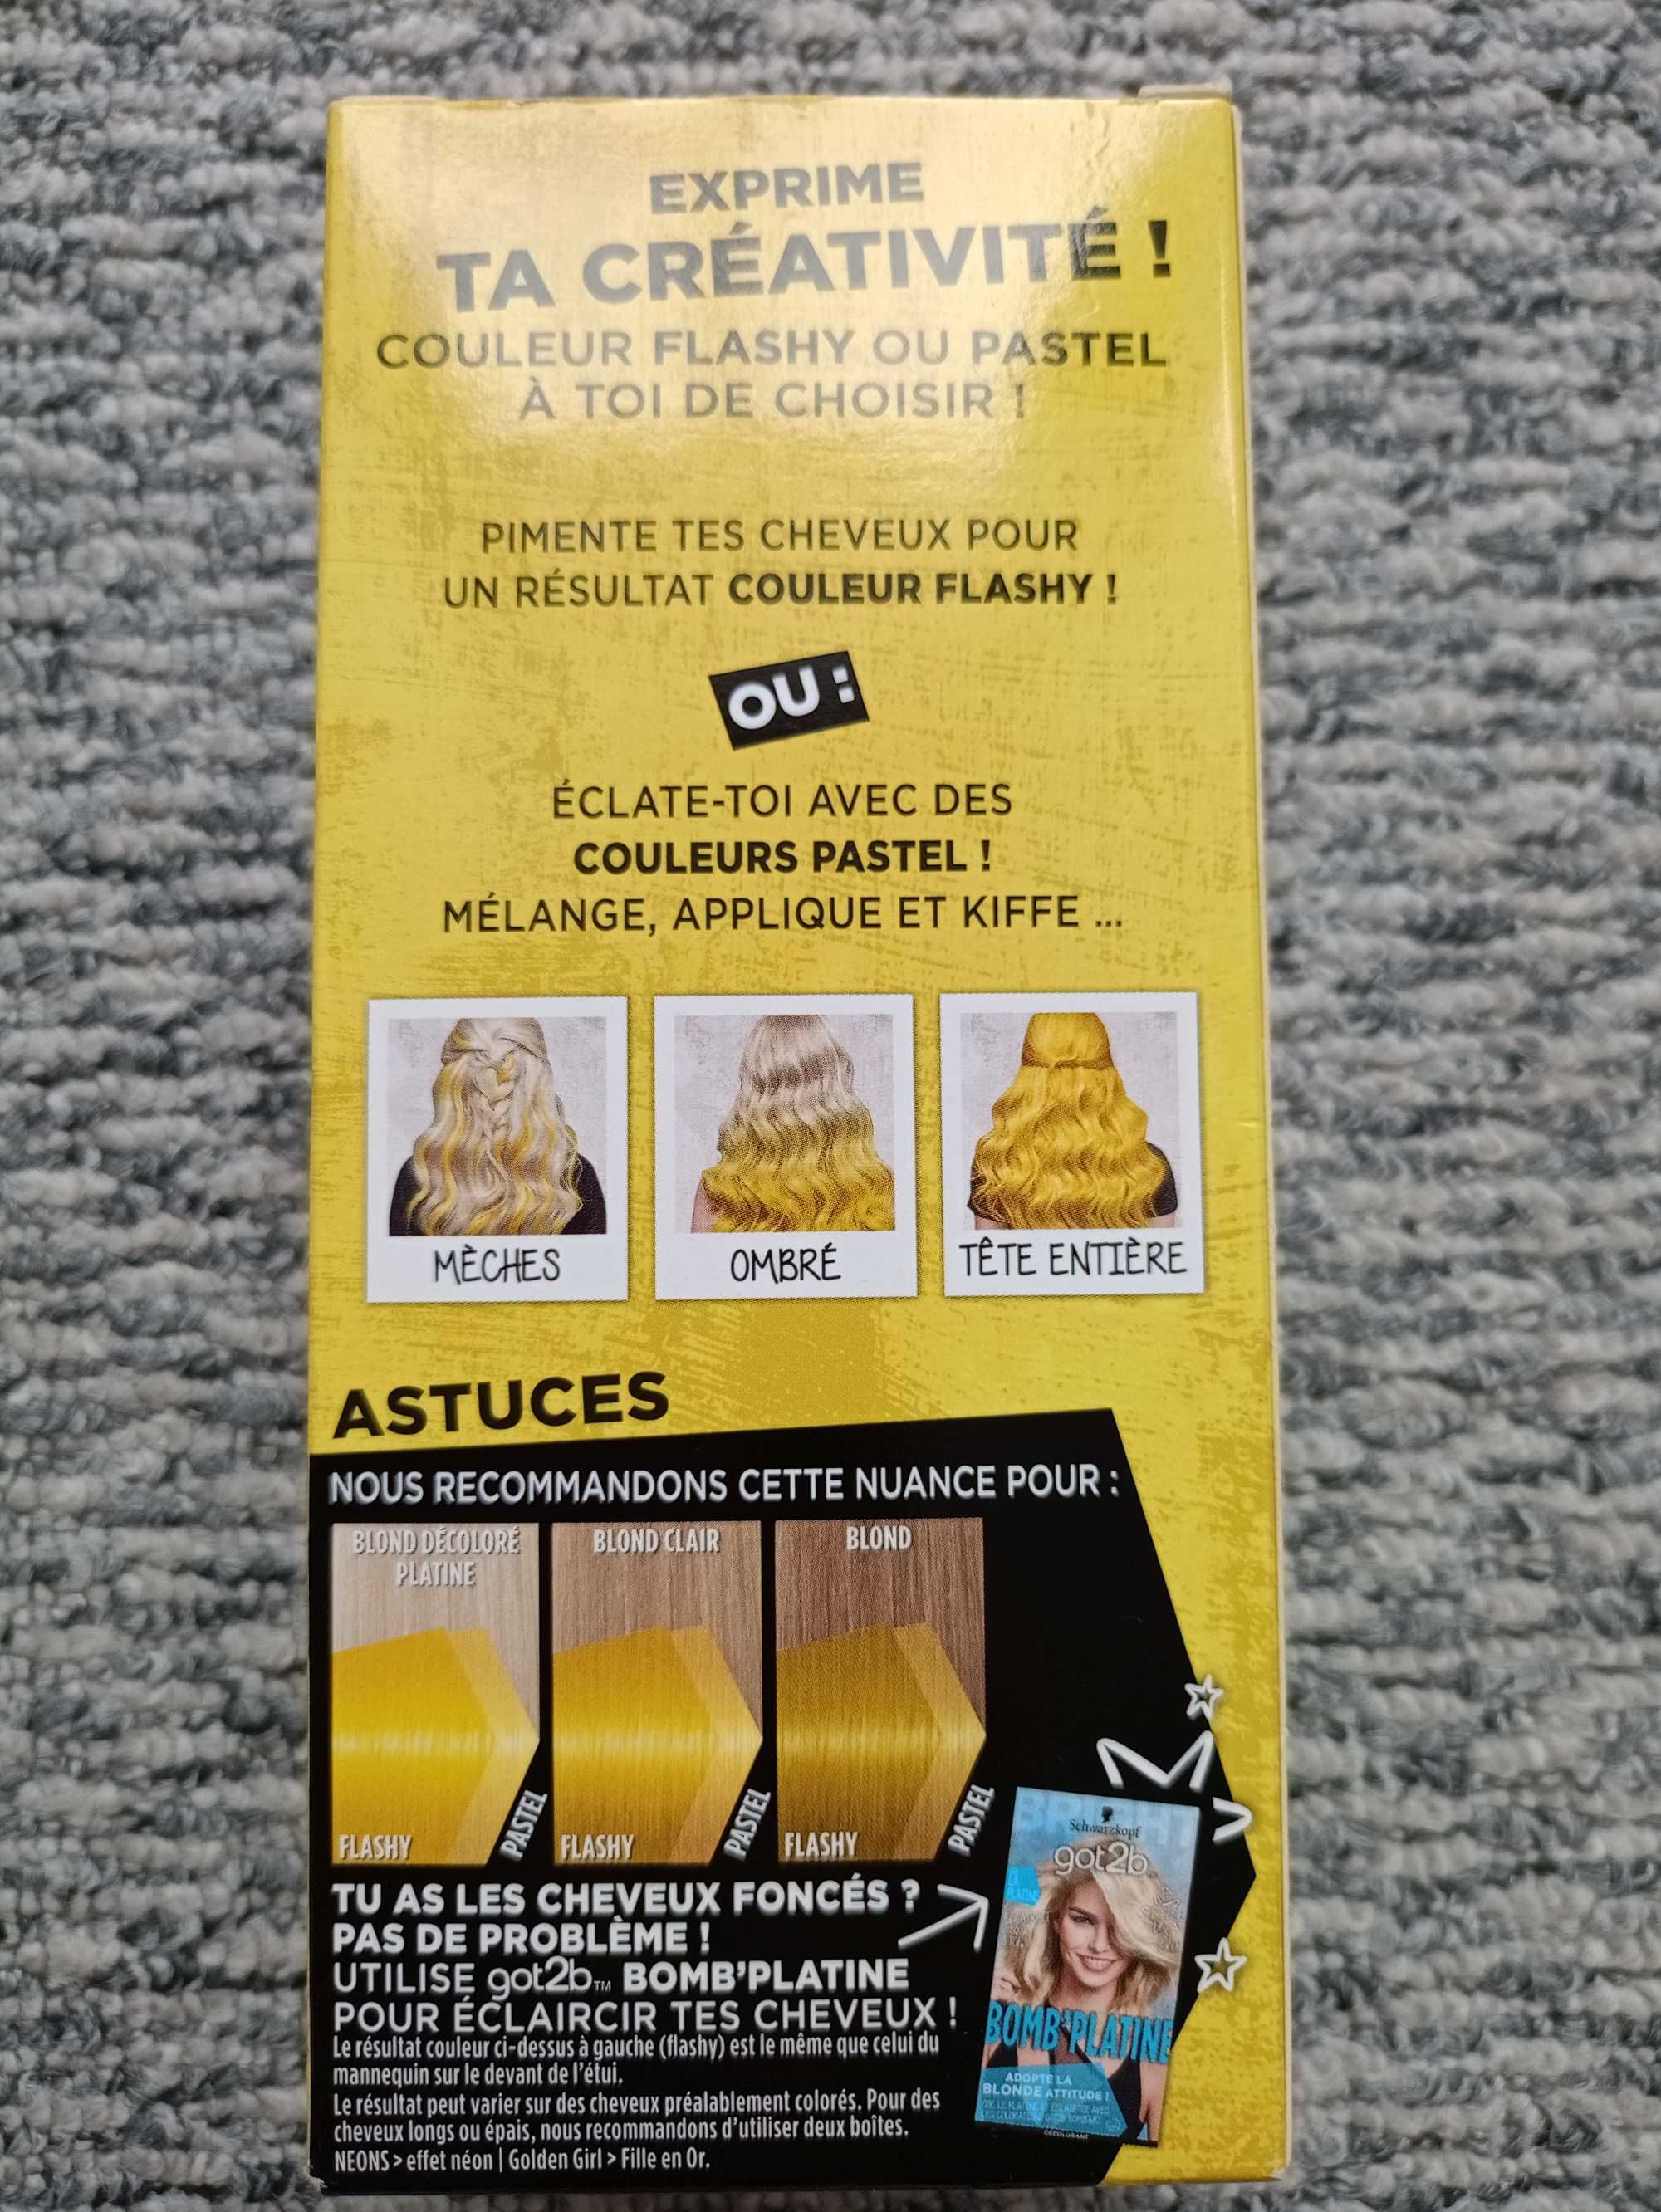 EXPRIME
TA CRÉATIVITÉ !
COULEUR FLASHY OU PASTEL
À TOI DE CHOISIR !
PIMENTE TES CHEVEUX POUR
UN RÉSULTAT COULEUR FLASHY !
OU :
ÉCLATE-TOI AVEC DES
COULEURS PASTEL !
MÉLANGE, APPLIQUE ET KIFFE ...
MÈCHES
OMBRÉ
TÊTE ENTIÈRE
ASTUCES
NOUS RECOMMANDONS CETTE NUANCE POUR :
BLOND DÉCOLORÉ
PLATINE
FLASHY
PASTEL
BLOND CLAIR
FLASHY
PASTEL
BLOND
FLASHY
PASTEL
TU AS LES CHEVEUX FONCÉS ?
PAS DE PROBLÈME !
UTILISE got2b™ BOMB'PLATINE
POUR ÉCLAIRCIR TES CHEVEUX !
Le résultat couleur ci-dessus à gauche (flashy) est le même que celui du
mannequin sur le devant de l'étui.
Le résultat peut varier sur des cheveux préalablement colorés. Pour des
cheveux longs ou épais, nous recommandons d'utiliser deux boîtes.
NEONS > effet néon | Golden Girl > Fille en Or.
Schwarzkopf
got2b
BOMB'PLATINE
ADOPTE LA
BLONDE ATTITUDE !